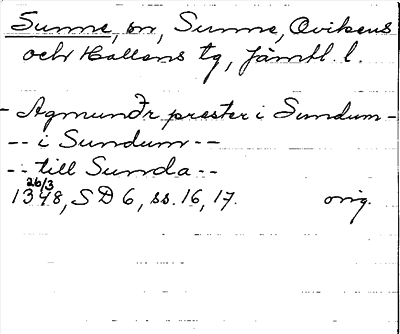 Sunne, sn, Sunne, Ovikens
och Hallens tg, Jämtl. l.
- Agmundr prester i Sundum -
-- i Sundum --
-- till Sunda --
26/3
1348, SD 6, ss. 16, 17. orig.